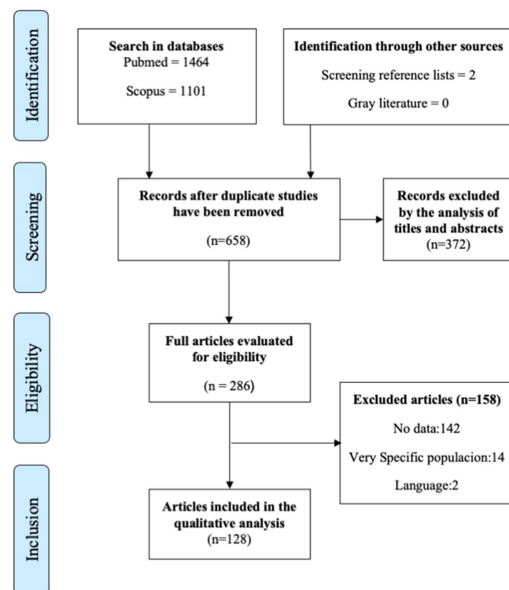 Identification
Search in databases
Pubmed = 1464
Scopus = 1101
Identification through other sources
Screening reference lists = 2
Gray literature = 0
Screening
Records after duplicate studies
have been removed
(n=658)
Records excluded
by the analysis of
titles and abstracts
(n=372)
Eligibility
Full articles evaluated
for eligibility
(n = 286)
Excluded articles (n=158)
No data:142
Very Specific populacion:14
Language:2
Inclusion
Articles included in the
qualitative analysis
(n=128)